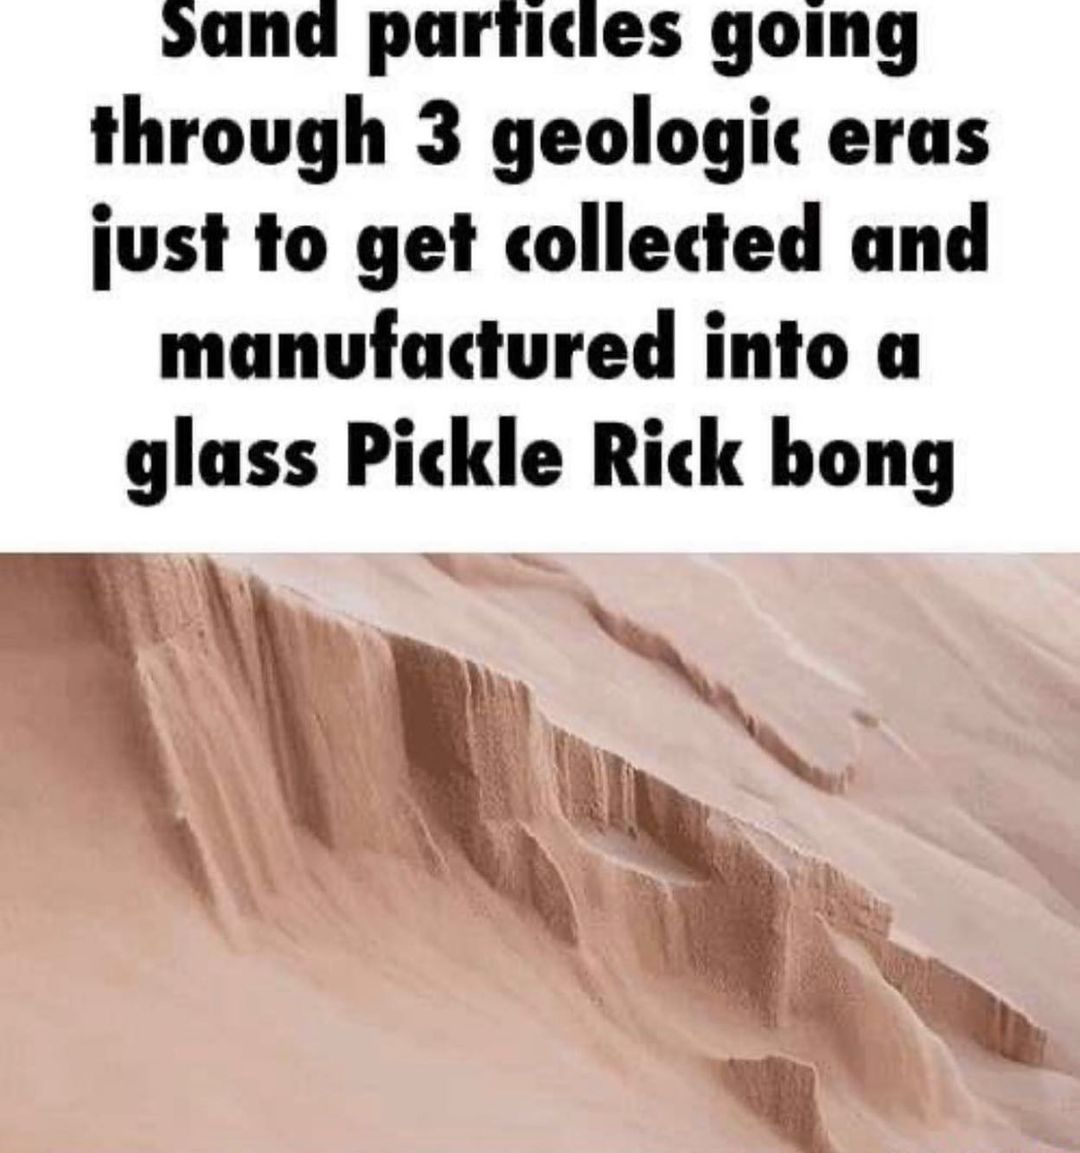 Sand particles going
through 3 geologic eras
just to get collected and
manufactured into a
glass Pickle Rick bong